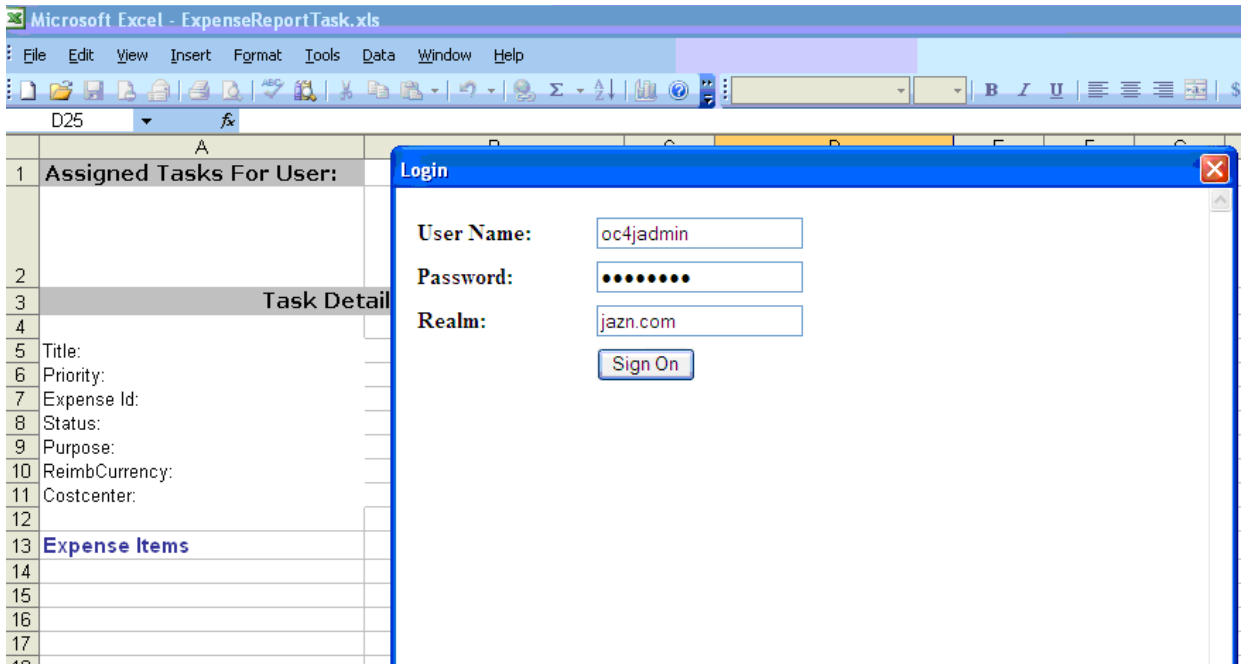 Microsoft Excel - ExpenseReportTask.xls
File Edit View Insert Format Tools Data Window Help
ABC Σ A Z B I U $
D25 fx
A
1 Assigned Tasks For User:
Login
User Name: oc4jadmin
2 Password: ••••••••
3 Task Detail
Realm: jazn.com
4
5 Title:
Sign On
6 Priority:
7 Expense Id:
8 Status:
9 Purpose:
10 ReimbCurrency:
11 Costcenter:
12
13 Expense Items
14
15
16
17